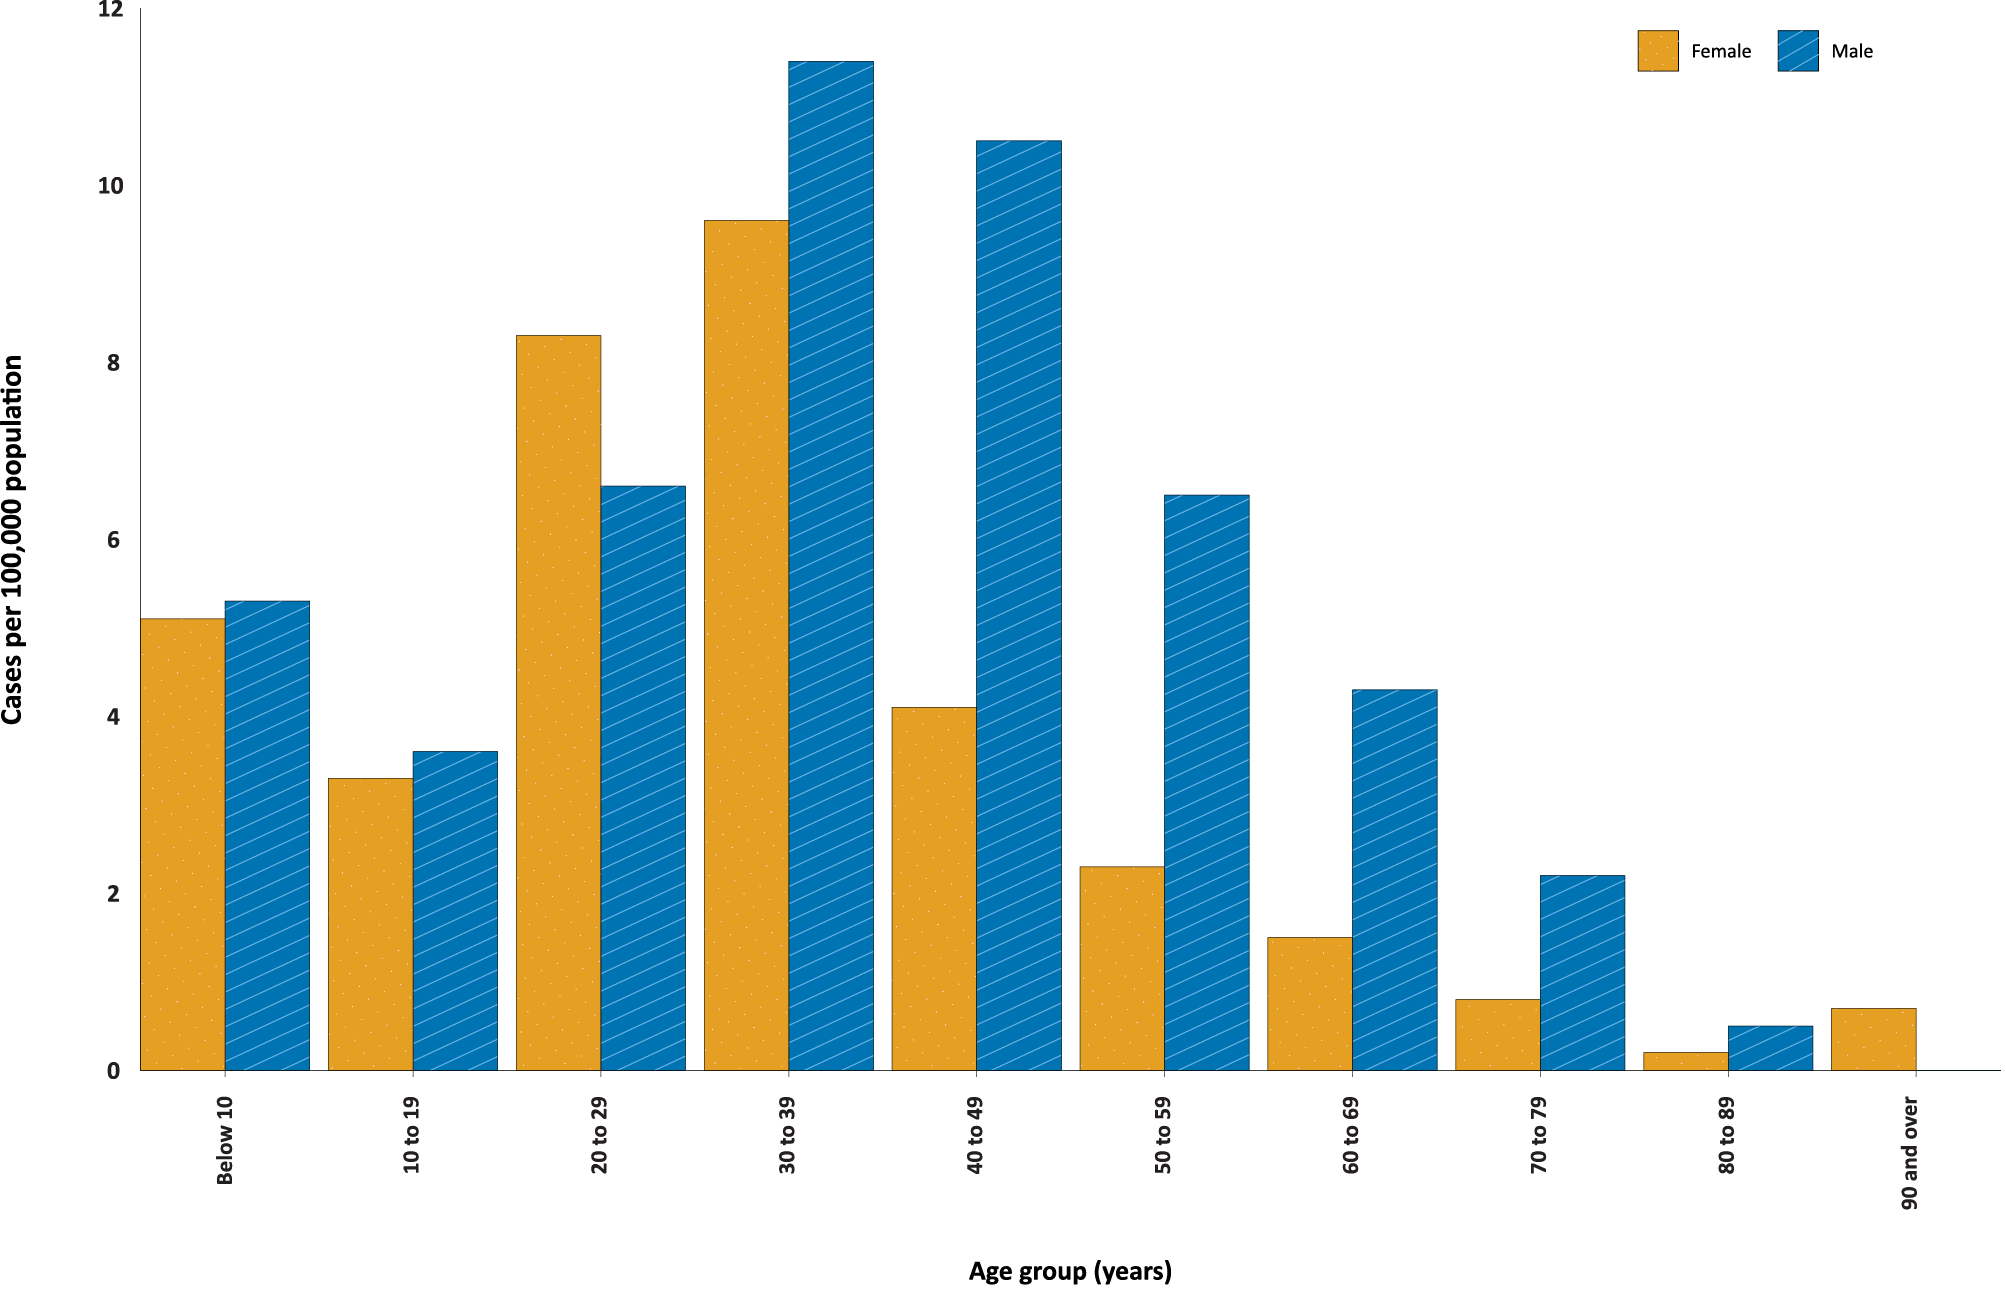 12
10
8
6
4
2
0
Cases per 100,000 population
Female
Male
Below 10
10 to 19
20 to 29
30 to 39
40 to 49
50 to 59
60 to 69
70 to 79
80 to 89
90 and over
Age group (years)